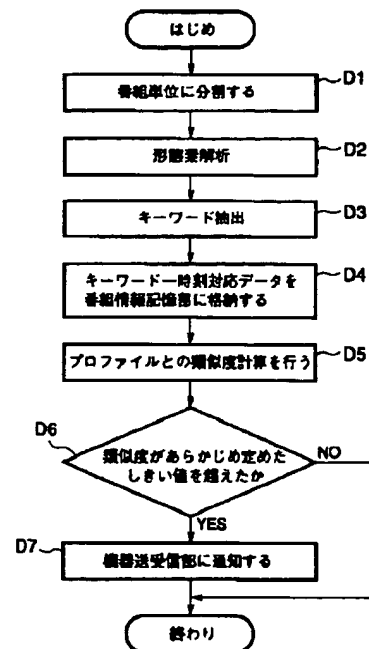 はじめ
番組単位に分割する
D1
形態素解析
D2
キーワード抽出
D3
キーワードー時刻対応データを
番組情報記憶部に格納する
D4
プロファイルとの類似度計算を行う
D5
D6
類似度があらかじめ定めた
しきい値を越えたか
NO
YES
D7
機器送受信部に通知する
終わり